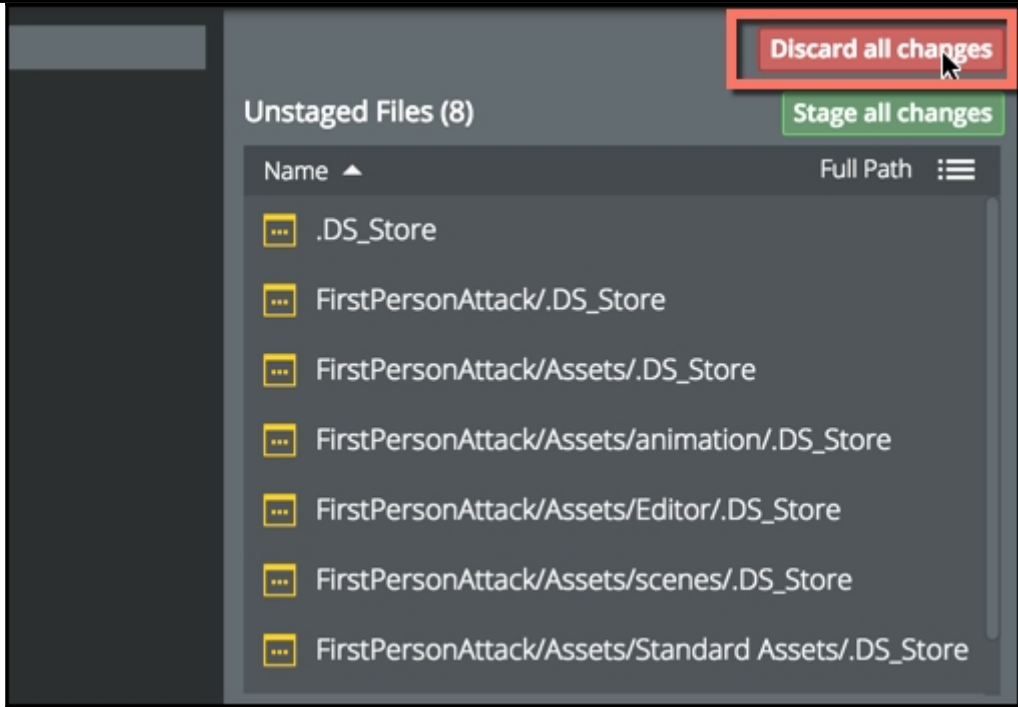 Discard all changes
Unstaged Files (8)
Stage all changes
Name
Full Path
.DS_Store
FirstPersonAttack/.DS_Store
FirstPersonAttack/Assets/.DS_Store
FirstPersonAttack/Assets/animation/.DS_Store
FirstPersonAttack/Assets/Editor/.DS_Store
FirstPersonAttack/Assets/scenes/.DS_Store
FirstPersonAttack/Assets/Standard Assets/.DS_Store